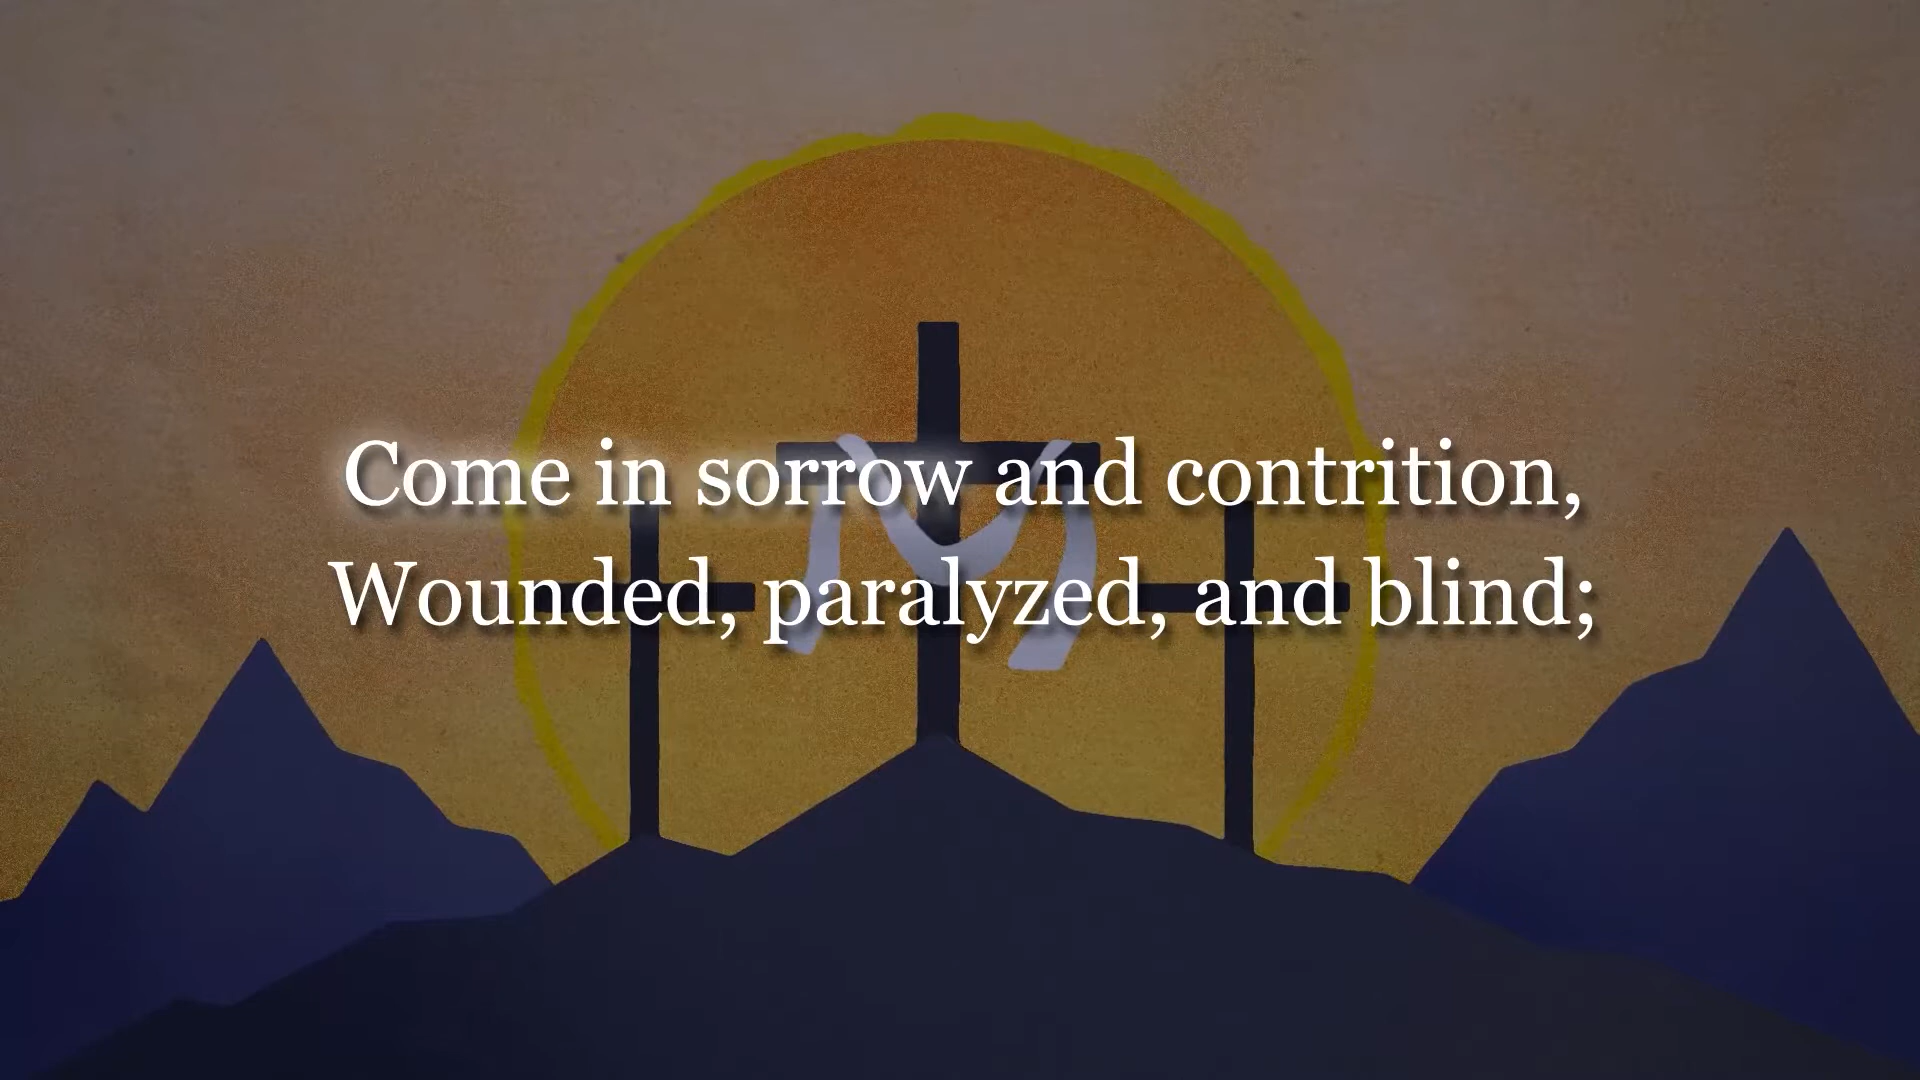 Come in sorrow and contrition,
Wounded, paralyzed, and blind;